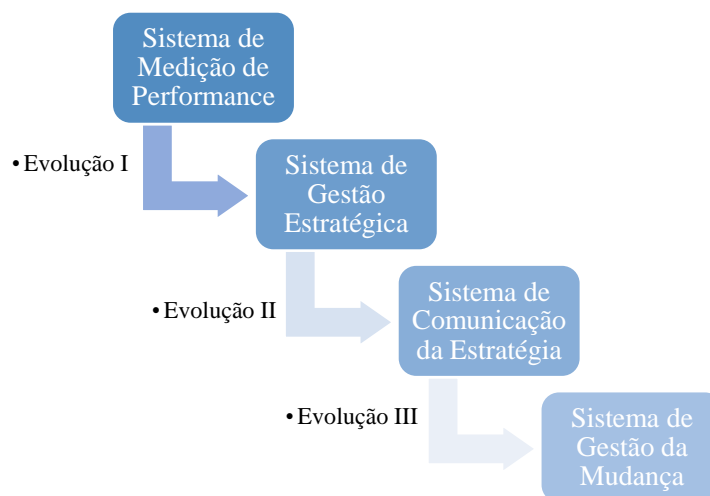 Sistema de
Medição de
Performance
• Evolução I
Sistema de
Gestão
Estratégica
• Evolução II
Sistema de
Comunicação
da Estratégia
• Evolução III
Sistema de
Gestão da
Mudança